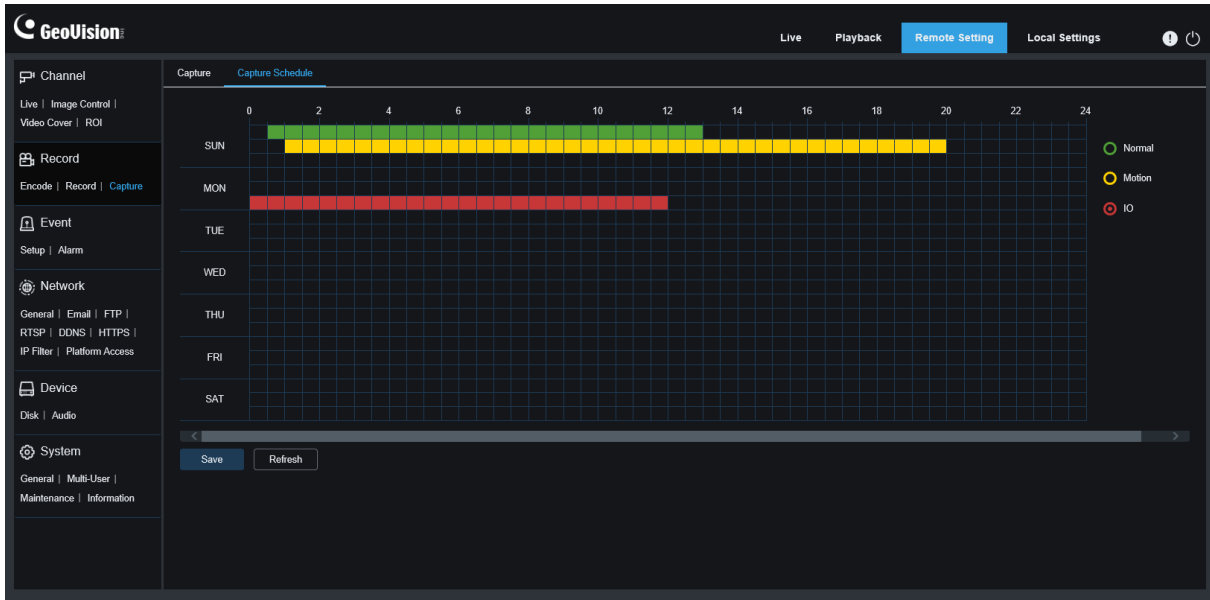 GeoVision
Live Playback Remote Setting Local Settings
Channel
Live | Image Control |
Video Cover | ROI
Record
Encode | Record | Capture
Event
Setup | Alarm
Network
General | Email | FTP |
RTSP | DDNS | HTTPS |
IP Filter | Platform Access
Device
Disk | Audio
System
General | Multi-User |
Maintenance | Information
Capture Capture Schedule
0 2 4 6 8 10 12 14 16 18 20 22 24
SUN
MON
TUE
WED
THU
FRI
SAT
Normal
Motion
IO
Save Refresh